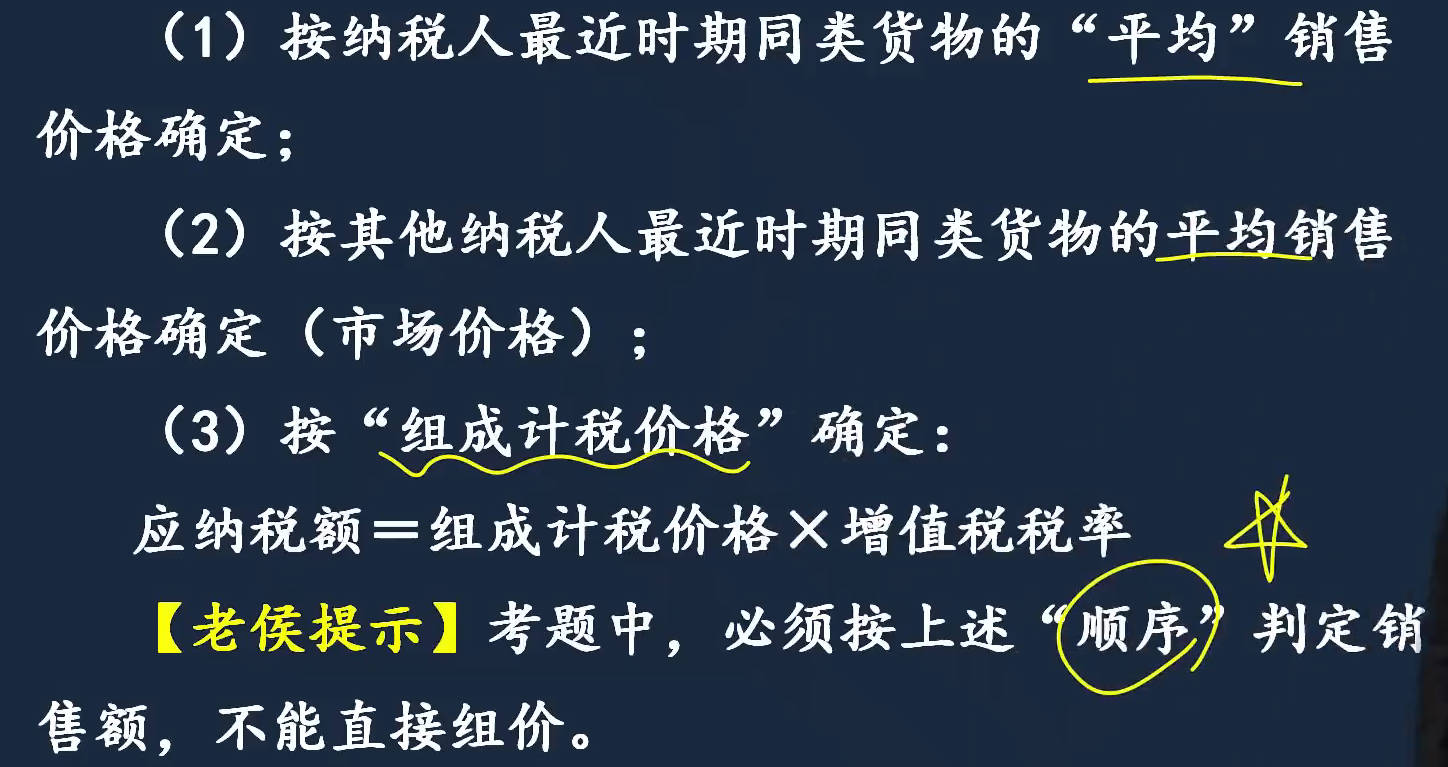 （1）按纳税人最近时期同类货物的“平均”销售
价格确定；
（2）按其他纳税人最近时期同类货物的平均销售
价格确定（市场价格）；
（3）按“组成计税价格”确定：
应纳税额＝组成计税价格×增值税税率
【老侯提示】考题中，必须按上述“顺序”判定销
售额，不能直接组价。